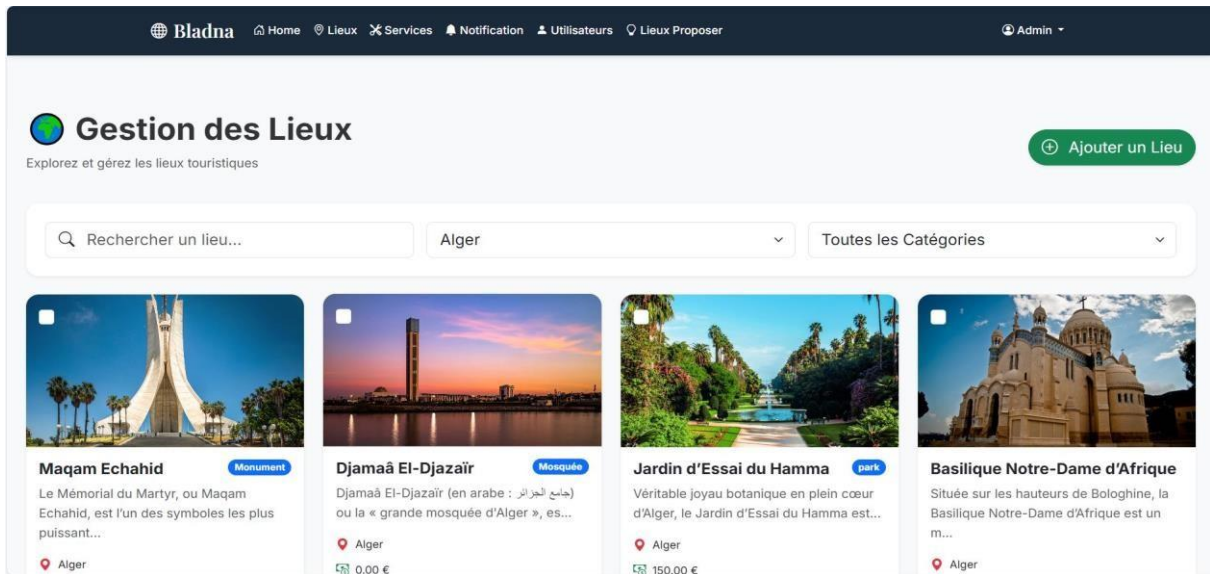 Bladna Home Lieux Services Notification Utilisateurs Lieux Proposer Admin
Gestion des Lieux
Explorez et gérez les lieux touristiques
Ajouter un Lieu
Rechercher un lieu...
Alger
Toutes les Catégories
Maqam Echahid
Monument
Le Mémorial du Martyr, ou Maqam
Echahid, est l'un des symboles les plus
puissant...
Alger
Djamaâ El-Djazaïr
Mosquée
Djamaâ El-Djazaïr (en arabe : جامع الجزائر)
ou la « grande mosquée d'Alger », es...
Alger
0.00 €
Jardin d'Essai du Hamma
park
Véritable joyau botanique en plein cœur
d'Alger, le Jardin d'Essai du Hamma est...
Alger
150.00 €
Basilique Notre-Dame d'Afrique
Située sur les hauteurs de Bologhine, la
Basilique Notre-Dame d'Afrique est un
m...
Alger